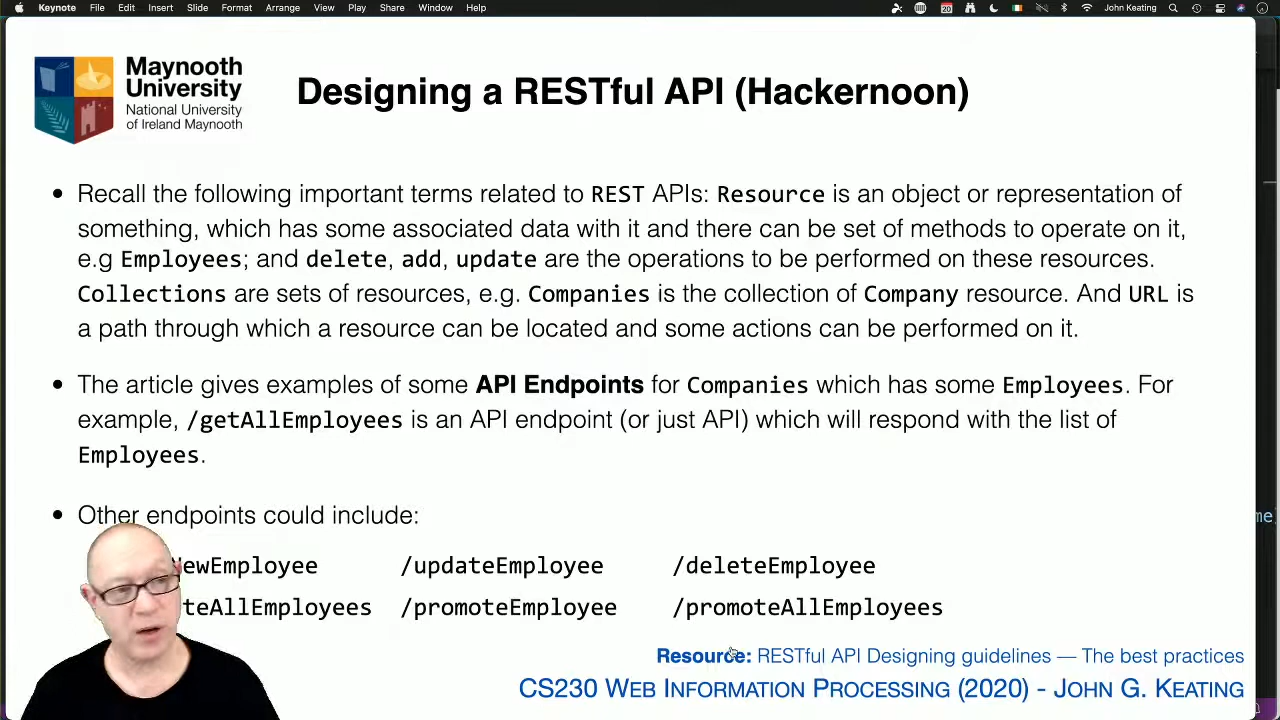 Keynote File Edit Insert Slide Format Arrange View Play Share Window Help 20 John Keating
Maynooth
University
National University
of Ireland Maynooth
Designing a RESTful API (Hackernoon)
• Recall the following important terms related to REST APIs: Resource is an object or representation of
something, which has some associated data with it and there can be set of methods to operate on it,
e.g Employees; and delete, add, update are the operations to be performed on these resources.
Collections are sets of resources, e.g. Companies is the collection of Company resource. And URL is
a path through which a resource can be located and some actions can be performed on it.
• The article gives examples of some API Endpoints for Companies which has some Employees. For
example, /getAllEmployees is an API endpoint (or just API) which will respond with the list of
Employees.
• Other endpoints could include:
NewEmployee /updateEmployee /deleteEmployee
teAllEmployees /promoteEmployee /promoteAllEmployees
Resource: RESTful API Designing guidelines — The best practices
CS230 Web Information Processing (2020) - John G. Keating